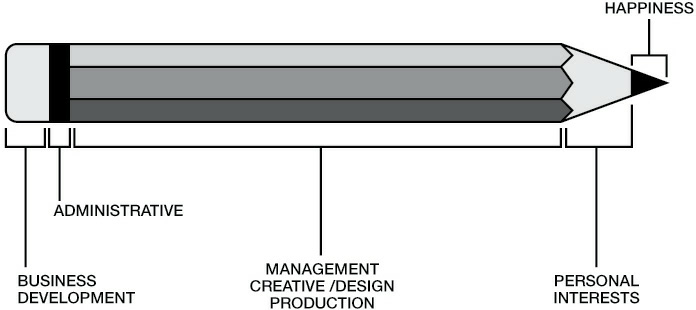 HAPPINESS
ADMINISTRATIVE
BUSINESS
DEVELOPMENT
MANAGEMENT
CREATIVE /DESIGN
PRODUCTION
PERSONAL
INTERESTS